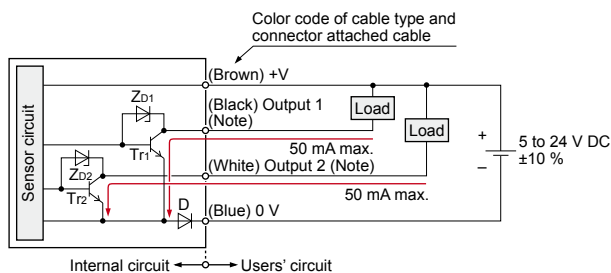 Color code of cable type and
connector attached cable
(Brown) +V
ZD1
(Black) Output 1
(Note)
Load
Load
Sensor circuit
Tr1
50 mA max.
+
5 to 24 V DC
±10 %
−
ZD2
(White) Output 2 (Note)
Tr2
50 mA max.
D
(Blue) 0 V
Internal circuit
Users' circuit